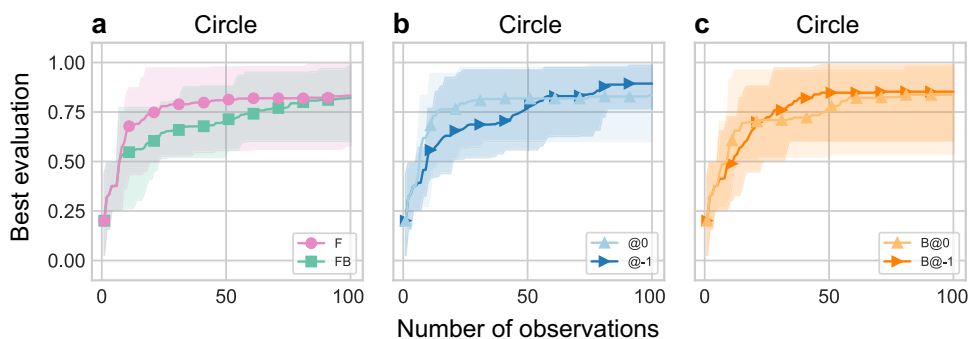 a
Circle
b
Circle
c
Circle
Best evaluation
1.00
0.75
0.50
0.25
0.00
F
FB
@0
@-1
B@0
B@-1
0
50
100
0
50
100
0
50
100
Number of observations